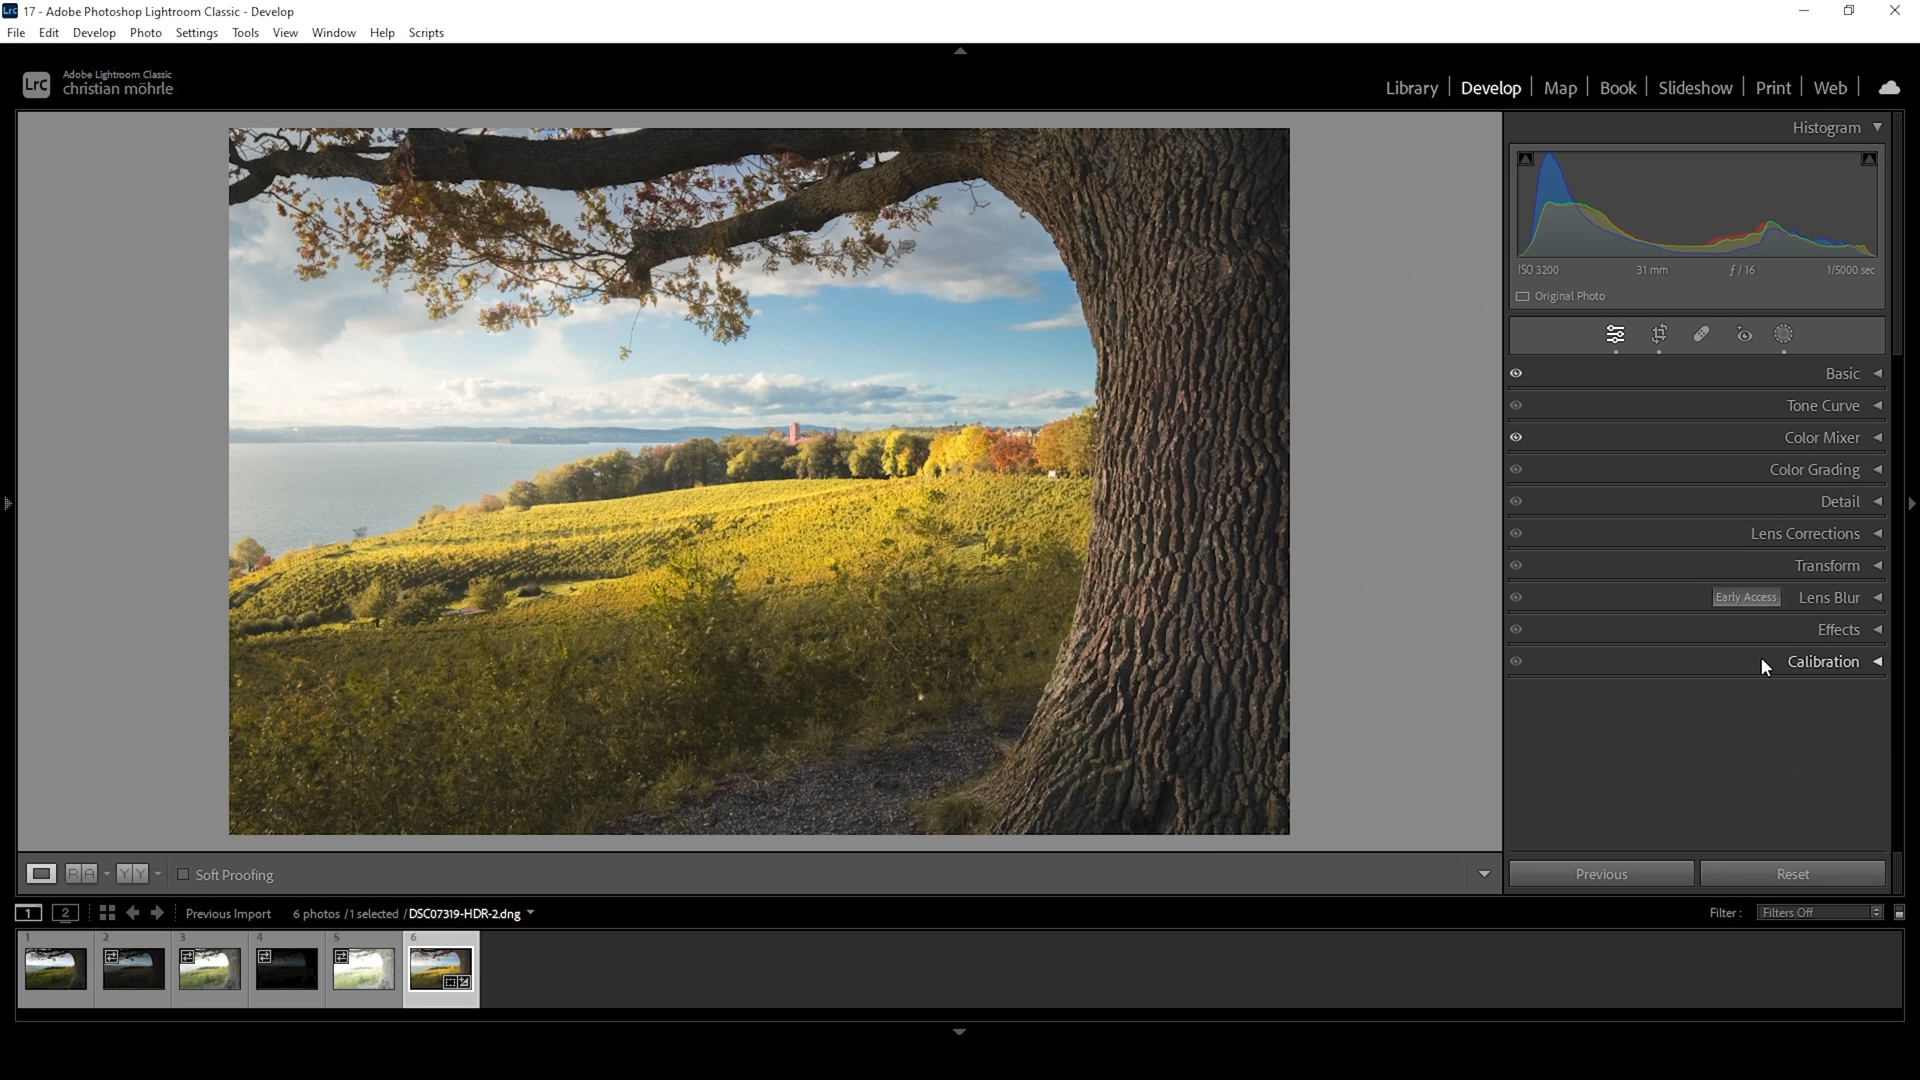 Lrc 17 - Adobe Photoshop Lightroom Classic - Develop
File Edit Develop Photo Settings Tools View Window Help Scripts
LrC Adobe Lightroom Classic
christian möhrle
Library Develop Map Book Slideshow Print Web
Histogram
ISO 3200 31 mm ƒ / 16 1/5000 sec
Original Photo
Basic
Tone Curve
Color Mixer
Color Grading
Detail
Lens Corrections
Transform
Early Access Lens Blur
Effects
Calibration
R A Y Y Soft Proofing
Previous Reset
1 2 Previous Import 6 photos / 1 selected / DSC07319-HDR-2.dng Filter : Filters Off
1 2 3 4 5 6